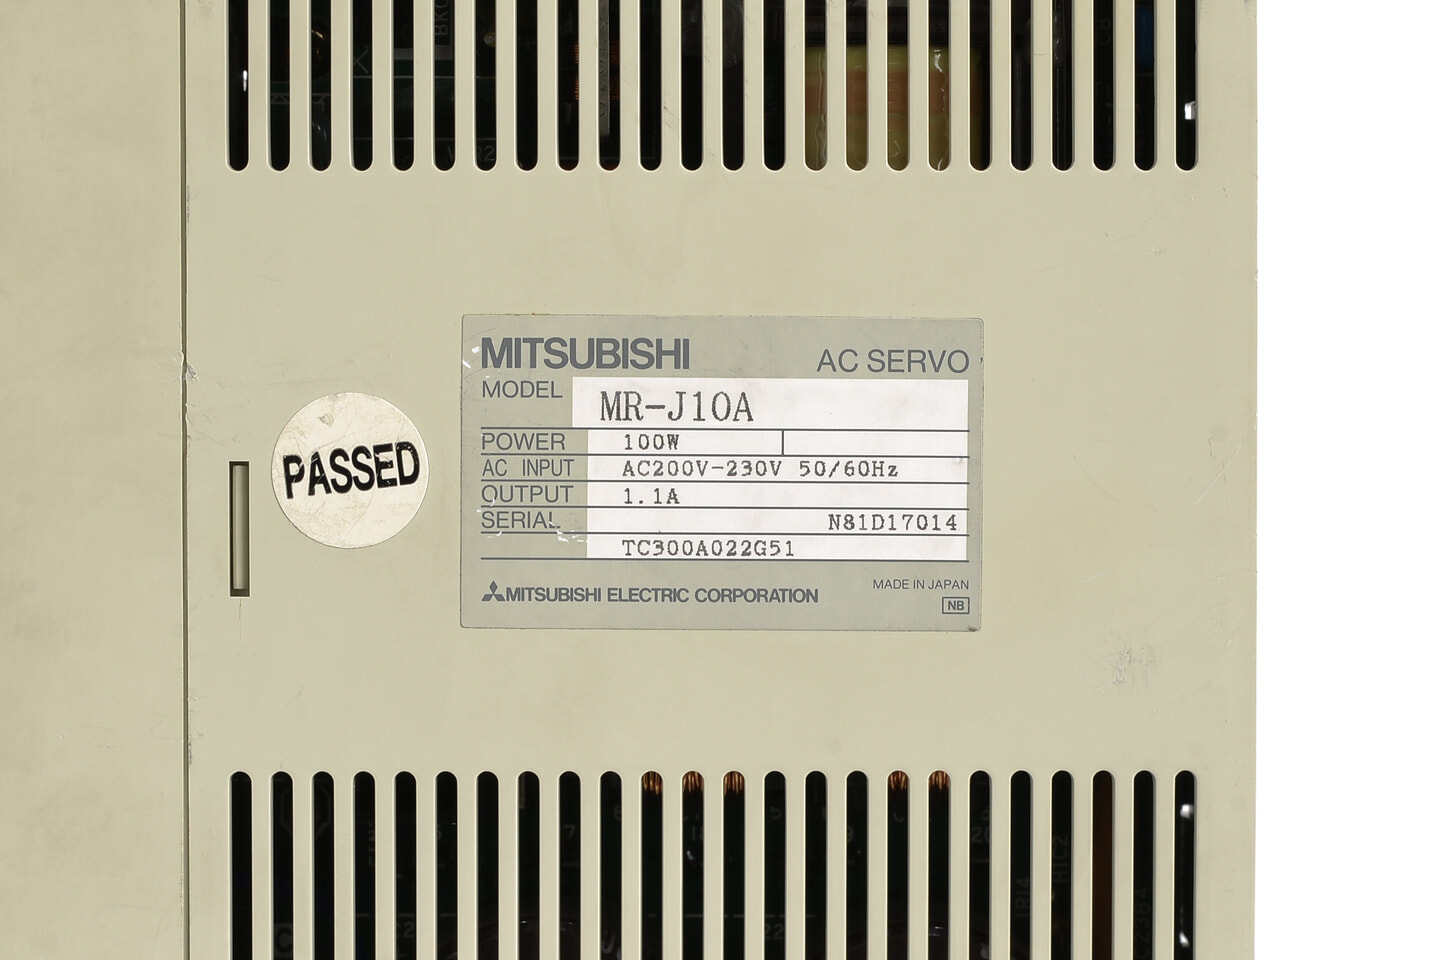 MITSUBISHI AC SERVO
MODEL MR-J10A
POWER 100W
AC INPUT AC200V-230V 50/60Hz
OUTPUT 1.1A
SERIAL N81D17014
TC300A022G51
MITSUBISHI ELECTRIC CORPORATION
MADE IN JAPAN
NB
PASSED